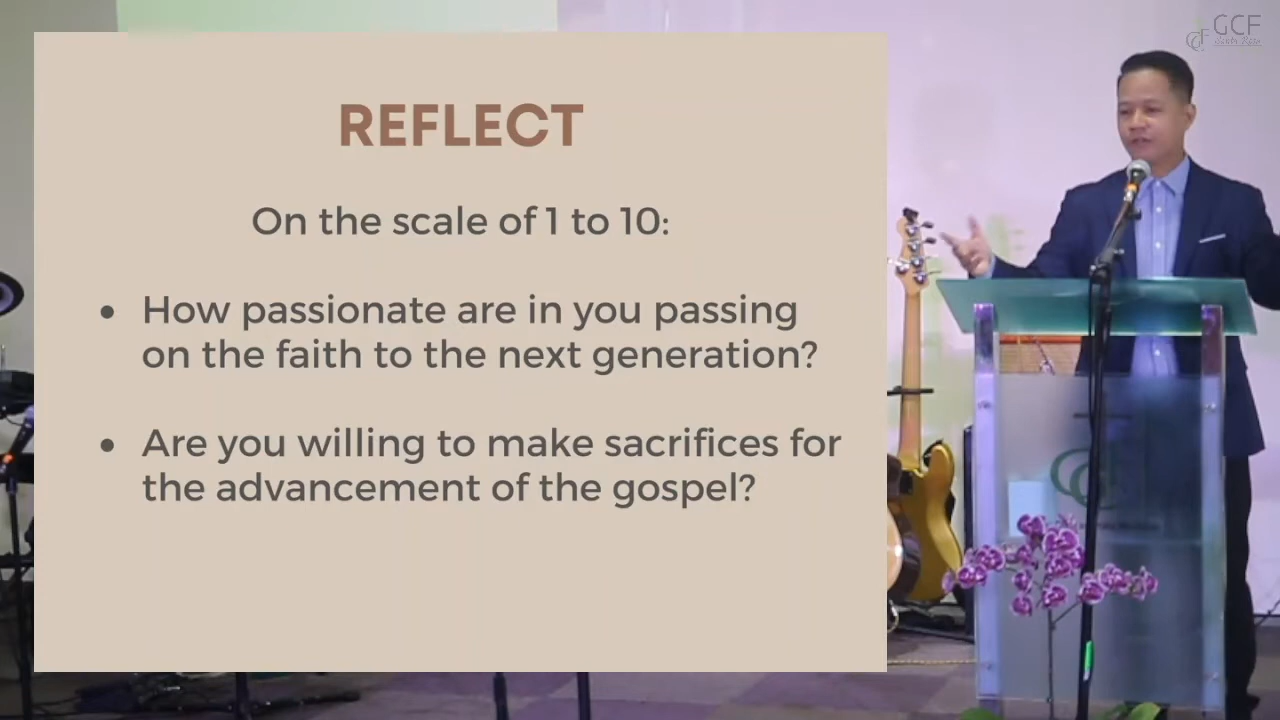 GCF
REFLECT
On the scale of 1 to 10:
• How passionate are in you passing
on the faith to the next generation?
• Are you willing to make sacrifices for
the advancement of the gospel?